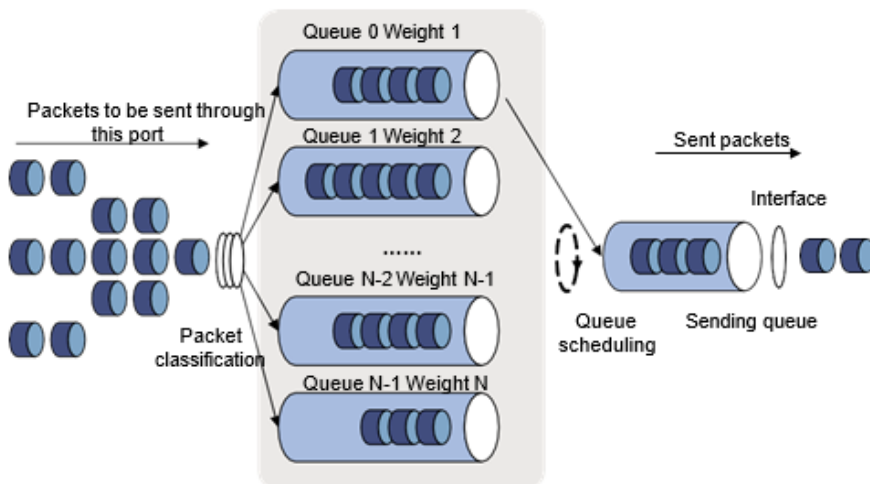 Queue 0 Weight 1
Packets to be sent through
this port
Queue 1 Weight 2
Sent packets
Interface
......
Queue N-2 Weight N-1
Packet
classification
Queue
scheduling
Sending queue
Queue N-1 Weight N